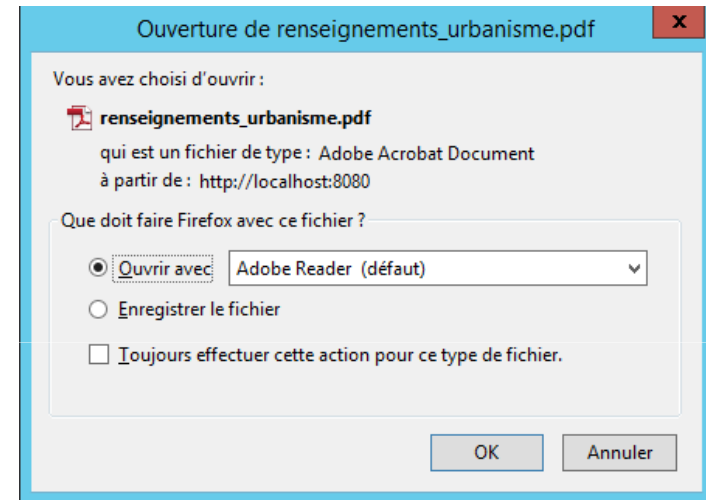 Ouverture de renseignements_urbanisme.pdf
x
Vous avez choisi d'ouvrir :
renseignements_urbanisme.pdf
qui est un fichier de type : Adobe Acrobat Document
à partir de : http://localhost:8080
Que doit faire Firefox avec ce fichier ?
Ouvrir avec Adobe Reader (défaut)
Enregistrer le fichier
Toujours effectuer cette action pour ce type de fichier.
OK Annuler